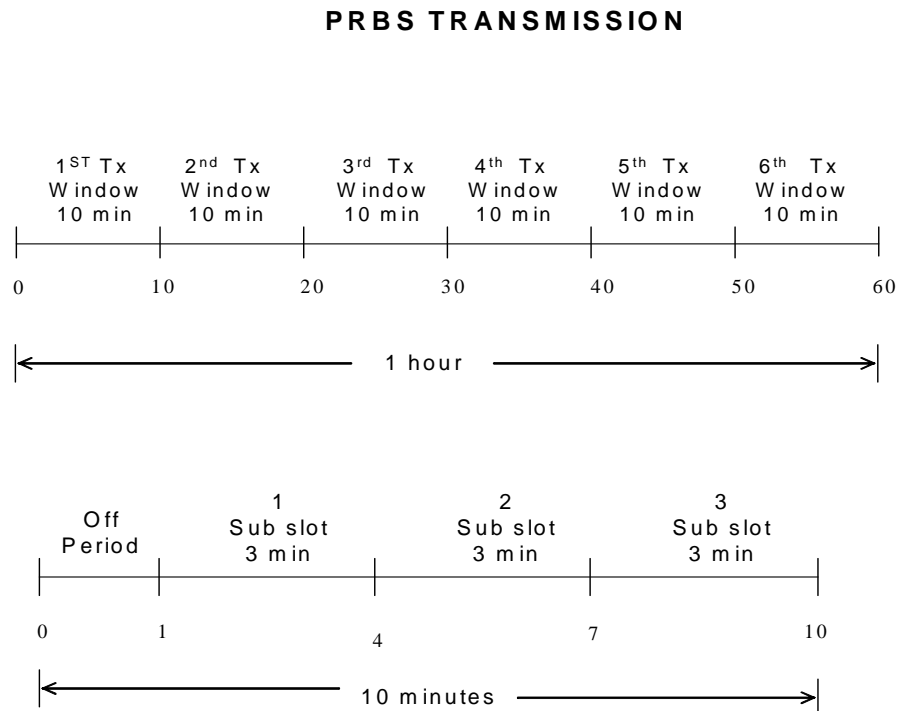 PRBS TRANSMISSION
1ST Tx Window 10 min
2nd Tx Window 10 min
3rd Tx Window 10 min
4th Tx Window 10 min
5th Tx Window 10 min
6th Tx Window 10 min
0 10 20 30 40 50 60
1 hour
Off Period
1 Sub slot 3 min
2 Sub slot 3 min
3 Sub slot 3 min
0 1 4 7 10
10 minutes